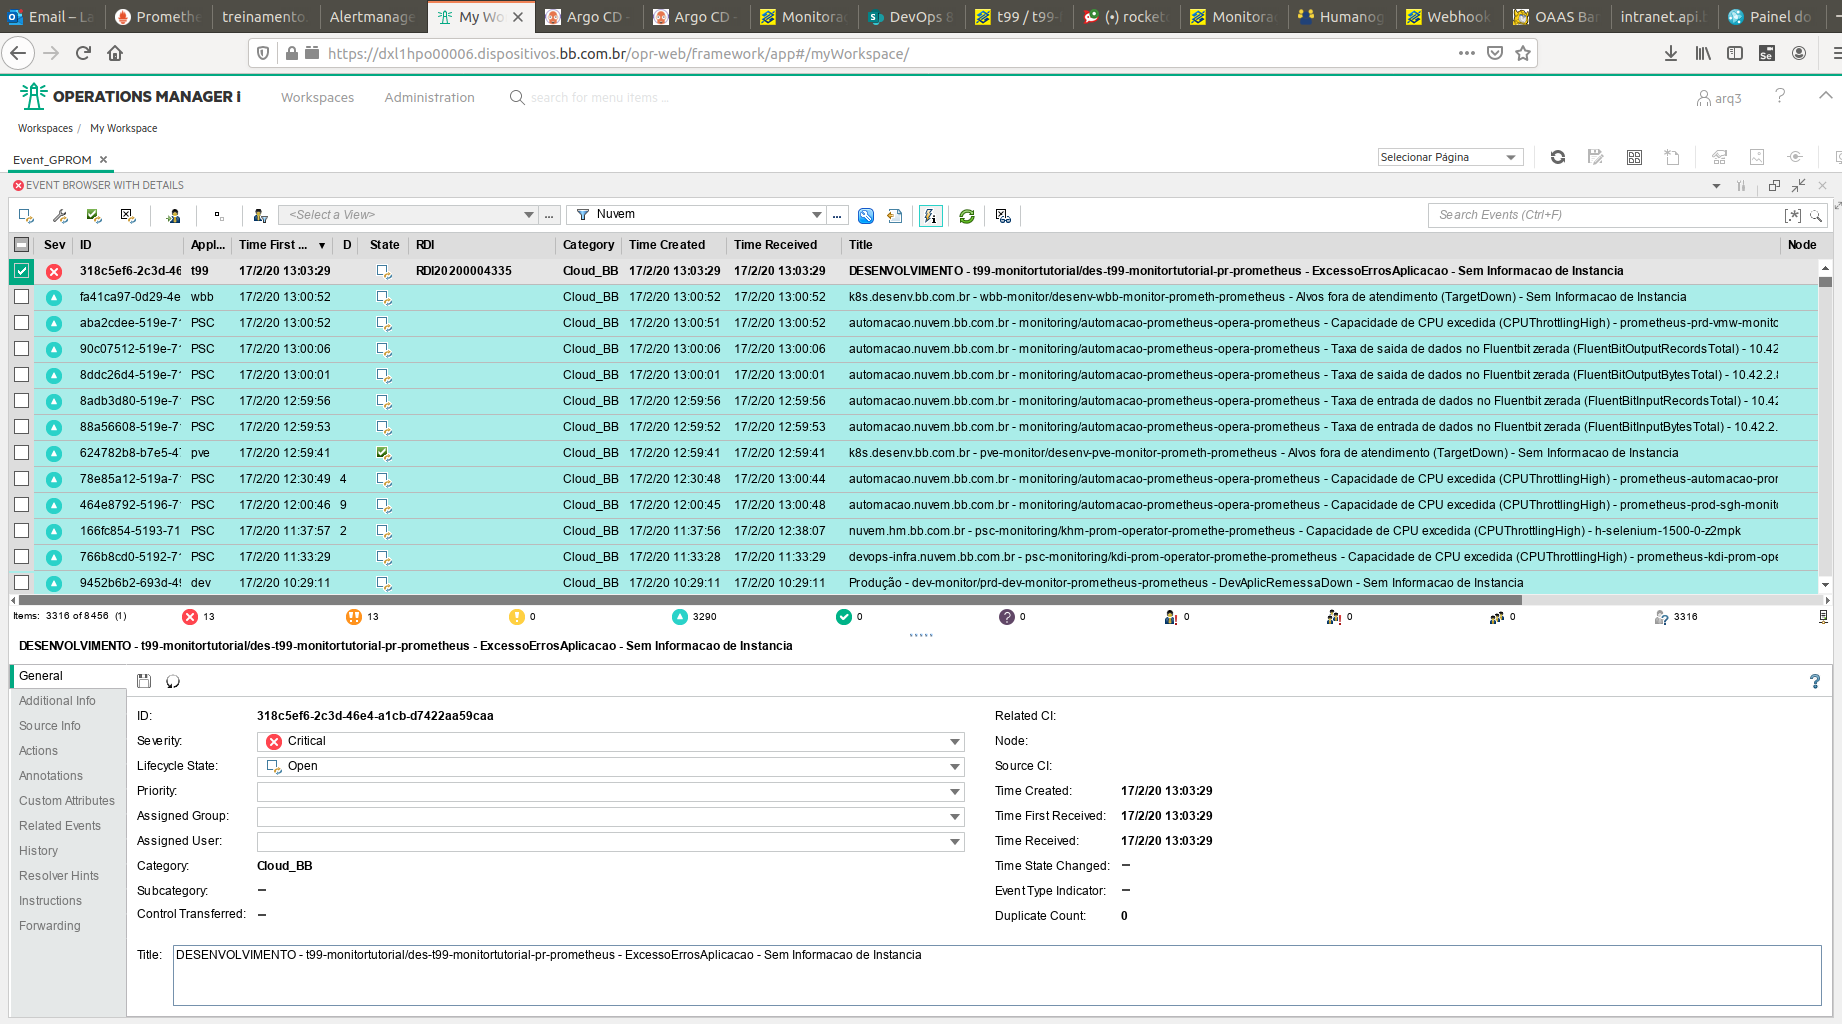 Email – La
Prometh
treinamento.
Alertmanage
My Wo
Argo CD -
Argo CD -
Monitora
DevOps 8
t99 / t99-
(•) rocket
Monitora
Humanog
Webhook
OAAS Ba
intranet.api.
Painel do
https://dxl1hpo00006.dispositivos.bb.com.br/opr-web/framework/app#/myWorkspace/
OPERATIONS MANAGER i
Workspaces
Administration
search for menu items ...
arq3
Workspaces / My Workspace
Event_GPROM
Selecionar Página
EVENT BROWSER WITH DETAILS
<Select a View>
Nuvem
Search Events (Ctrl+F)
Sev ID Appl... Time First ... D State RDI Category Time Created Time Received Title Node
318c5ef6-2c3d-46 t99 17/2/20 13:03:29 RDI20200004335 Cloud_BB 17/2/20 13:03:29 17/2/20 13:03:29 DESENVOLVIMENTO - t99-monitortutorial/des-t99-monitortutorial-pr-prometheus - ExcessoErrosAplicacao - Sem Informacao de Instancia
fa41ca97-0d29-4e wbb 17/2/20 13:00:52 Cloud_BB 17/2/20 13:00:52 17/2/20 13:00:52 k8s.desenv.bb.com.br - wbb-monitor/desenv-wbb-monitor-prometh-prometheus - Alvos fora de atendimento (TargetDown) - Sem Informacao de Instancia
aba2cdee-519e-71 PSC 17/2/20 13:00:52 Cloud_BB 17/2/20 13:00:51 17/2/20 13:00:52 automacao.nuvem.bb.com.br - monitoring/automacao-prometheus-opera-prometheus - Capacidade de CPU excedida (CPUThrottlingHigh) - prometheus-prd-vmw-monito
90c07512-519e-71 PSC 17/2/20 13:00:06 Cloud_BB 17/2/20 13:00:06 17/2/20 13:00:06 automacao.nuvem.bb.com.br - monitoring/automacao-prometheus-opera-prometheus - Taxa de saida de dados no Fluentbit zerada (FluentBitOutputRecordsTotal) - 10.42
8ddc26d4-519e-71 PSC 17/2/20 13:00:01 Cloud_BB 17/2/20 13:00:01 17/2/20 13:00:01 automacao.nuvem.bb.com.br - monitoring/automacao-prometheus-opera-prometheus - Taxa de saida de dados no Fluentbit zerada (FluentBitOutputBytesTotal) - 10.42.2.
8adb3d80-519e-71 PSC 17/2/20 12:59:56 Cloud_BB 17/2/20 12:59:56 17/2/20 12:59:56 automacao.nuvem.bb.com.br - monitoring/automacao-prometheus-opera-prometheus - Taxa de entrada de dados no Fluentbit zerada (FluentBitInputRecordsTotal) - 10.42
88a56608-519e-71 PSC 17/2/20 12:59:53 Cloud_BB 17/2/20 12:59:52 17/2/20 12:59:53 automacao.nuvem.bb.com.br - monitoring/automacao-prometheus-opera-prometheus - Taxa de entrada de dados no Fluentbit zerada (FluentBitInputBytesTotal) - 10.42.2.
624782b8-b7e5-47 pve 17/2/20 12:59:41 Cloud_BB 17/2/20 12:59:41 17/2/20 12:59:41 k8s.desenv.bb.com.br - pve-monitor/desenv-pve-monitor-prometh-prometheus - Alvos fora de atendimento (TargetDown) - Sem Informacao de Instancia
78e85a12-519a-71 PSC 17/2/20 12:30:49 4 Cloud_BB 17/2/20 12:30:48 17/2/20 13:00:44 automacao.nuvem.bb.com.br - monitoring/automacao-prometheus-opera-prometheus - Capacidade de CPU excedida (CPUThrottlingHigh) - prometheus-automacao-pron
464e8792-5196-71 PSC 17/2/20 12:00:46 9 Cloud_BB 17/2/20 12:00:45 17/2/20 13:00:48 automacao.nuvem.bb.com.br - monitoring/automacao-prometheus-opera-prometheus - Capacidade de CPU excedida (CPUThrottlingHigh) - prometheus-prod-sgh-monit
166fc854-5193-71 PSC 17/2/20 11:37:57 2 Cloud_BB 17/2/20 11:37:56 17/2/20 12:38:07 nuvem.hm.bb.com.br - psc-monitoring/khm-prom-operator-promethe-prometheus - Capacidade de CPU excedida (CPUThrottlingHigh) - h-selenium-1500-0-z2mpk
766b8cd0-5192-71 PSC 17/2/20 11:33:29 Cloud_BB 17/2/20 11:33:28 17/2/20 11:33:29 devops-infra.nuvem.bb.com.br - psc-monitoring/kdi-prom-operator-promethe-prometheus - Capacidade de CPU excedida (CPUThrottlingHigh) - prometheus-kdi-prom-ope
9452b6b2-693d-49 dev 17/2/20 10:29:11 Cloud_BB 17/2/20 10:29:11 17/2/20 10:29:11 Produção - dev-monitor/prd-dev-monitor-prometheus-prometheus - DevAplicRemessaDown - Sem Informacao de Instancia
Items: 3316 of 8456 (1) 13 13 0 3290 0 0 0 0 0 3316
DESENVOLVIMENTO - t99-monitortutorial/des-t99-monitortutorial-pr-prometheus - ExcessoErrosAplicacao - Sem Informacao de Instancia
General
Additional Info
Source Info
Actions
Annotations
Custom Attributes
Related Events
History
Resolver Hints
Instructions
Forwarding
ID: 318c5ef6-2c3d-46e4-a1cb-d7422aa59caa
Severity: Critical
Lifecycle State: Open
Priority:
Assigned Group:
Assigned User:
Category: Cloud_BB
Subcategory: –
Control Transferred: –
Related CI:
Node:
Source CI:
Time Created: 17/2/20 13:03:29
Time First Received: 17/2/20 13:03:29
Time Received: 17/2/20 13:03:29
Time State Changed: –
Event Type Indicator: –
Duplicate Count: 0
Title: DESENVOLVIMENTO - t99-monitortutorial/des-t99-monitortutorial-pr-prometheus - ExcessoErrosAplicacao - Sem Informacao de Instancia